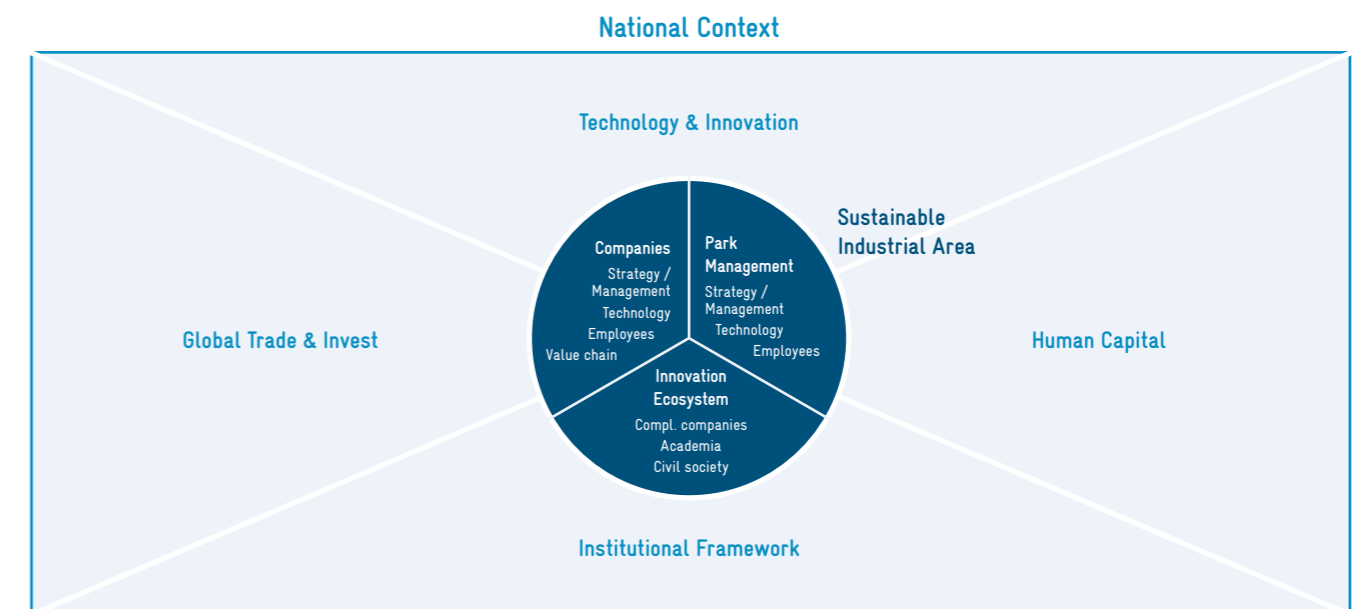 National Context
Technology & Innovation
Sustainable
Industrial Area
Companies
Strategy /
Management
Technology
Employees
Value chain
Park
Management
Strategy /
Management
Technology
Employees
Global Trade & Invest
Human Capital
Innovation
Ecosystem
Compl. companies
Academia
Civil society
Institutional Framework